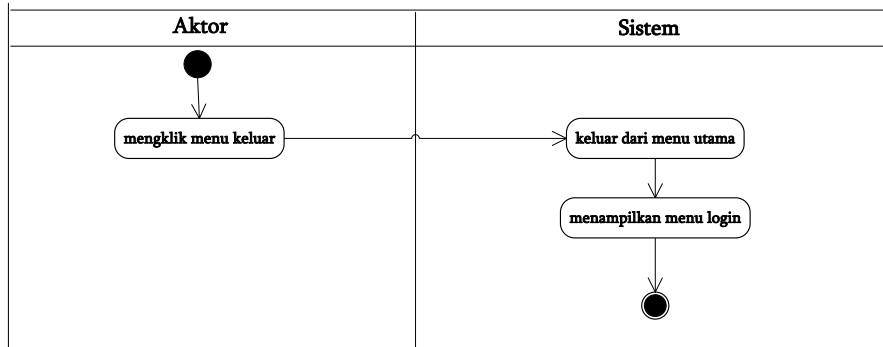 Aktor
Sistem
mengklik menu keluar
keluar dari menu utama
menampilkan menu login